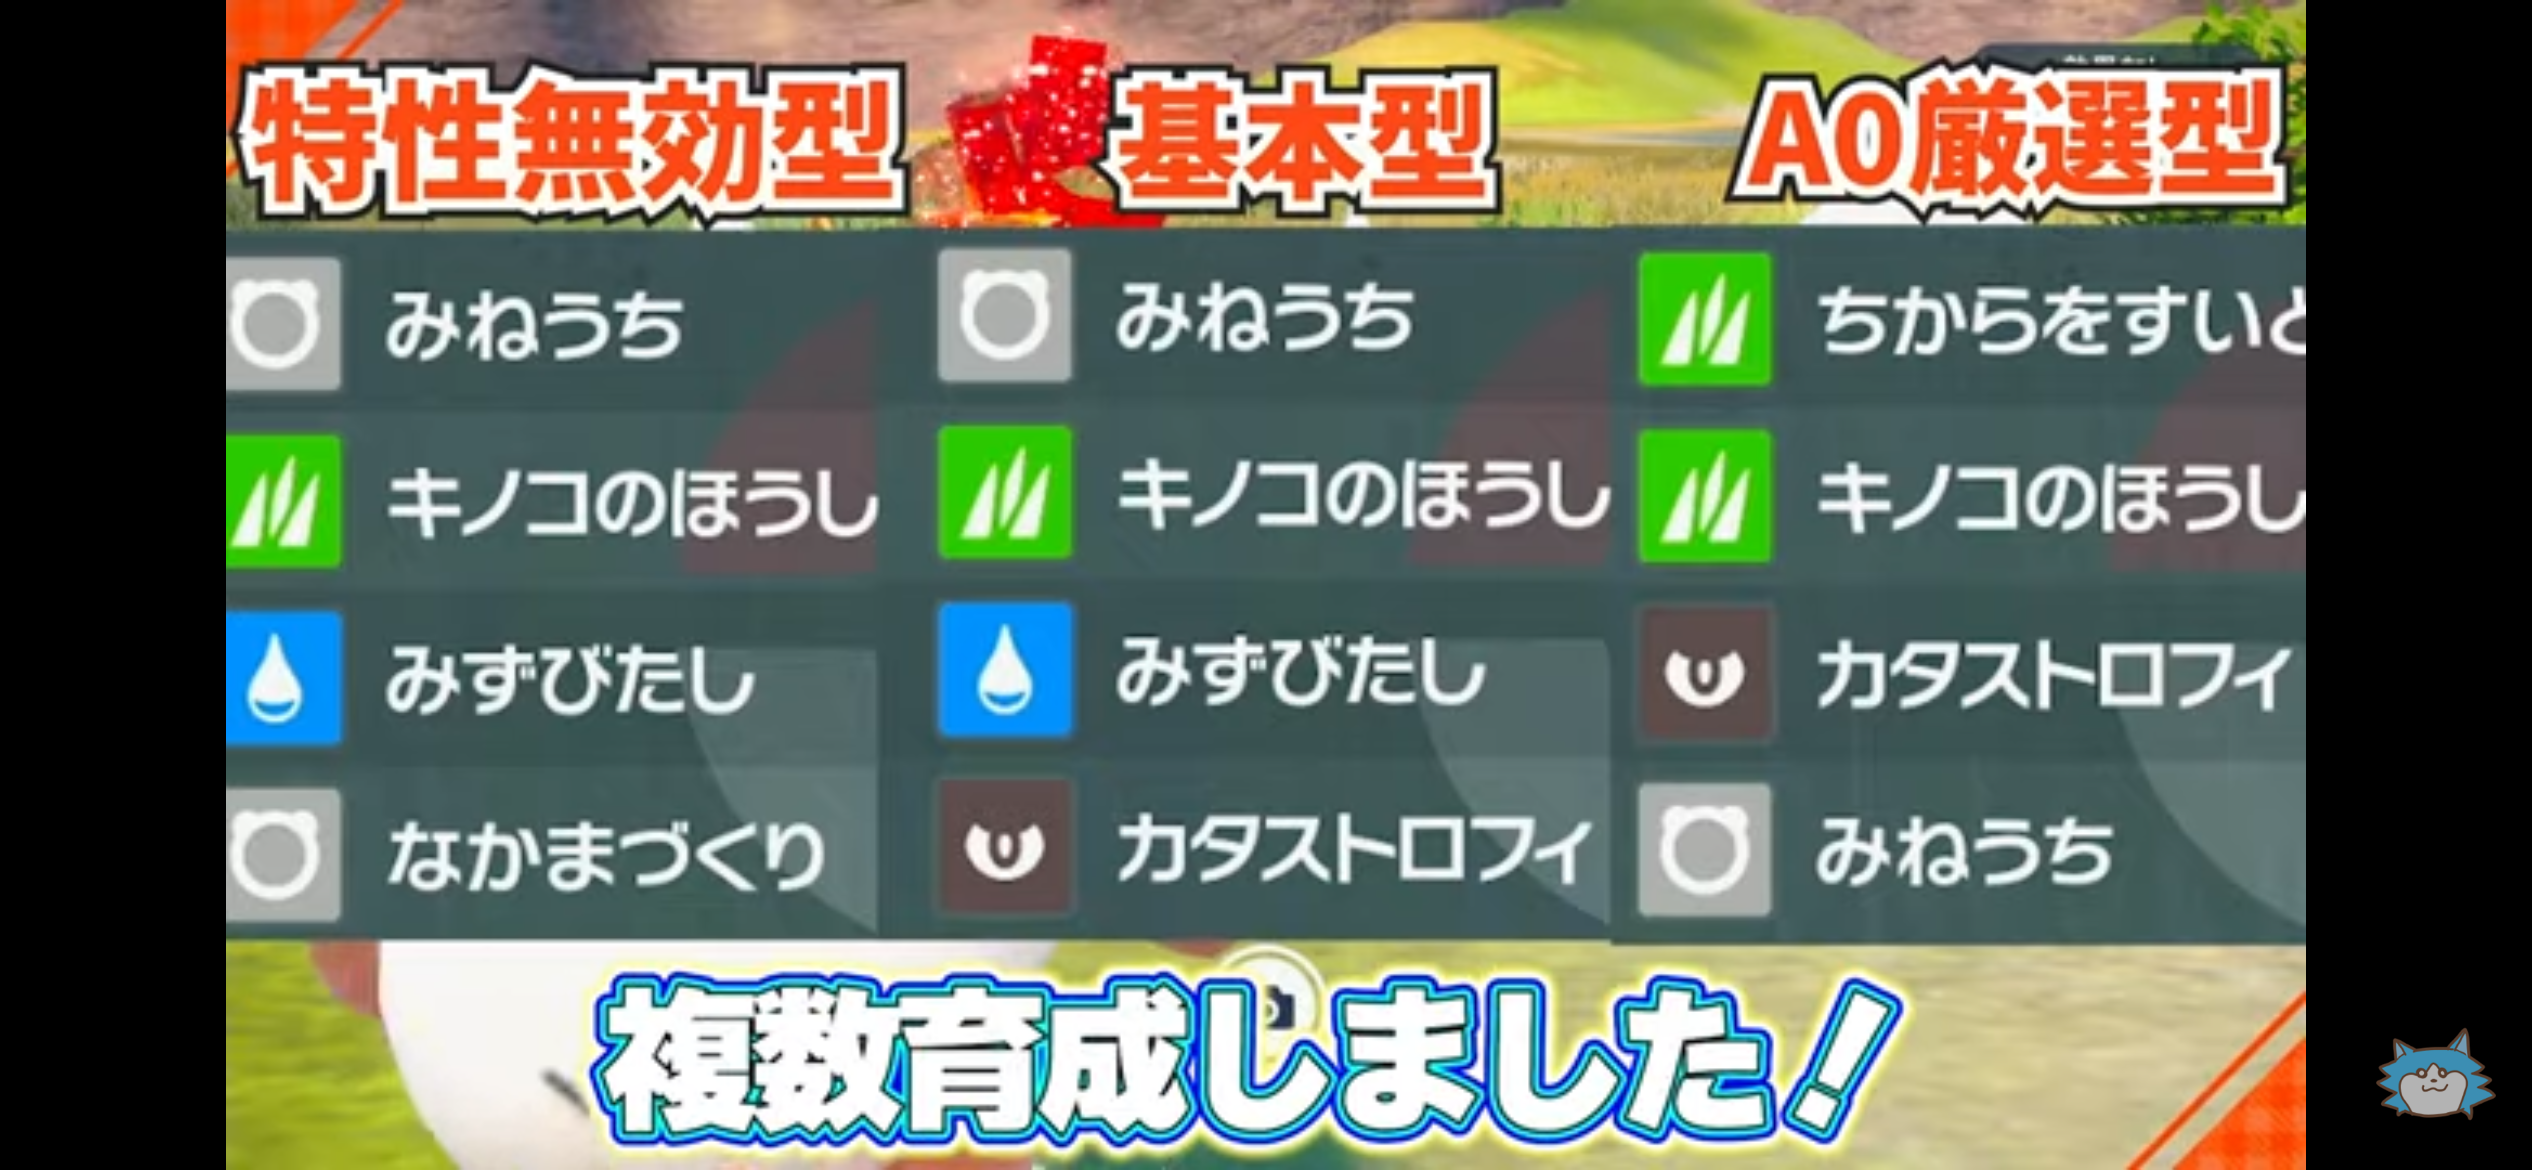 特性無効型
基本型
A0厳選型
みねうち
キノコのほうし
みずびたし
なかまづくり
みねうち
キノコのほうし
みずびたし
カタストロフィ
ちからをすいと
キノコのほうし
カタストロフィ
みねうち
複数育成しました!